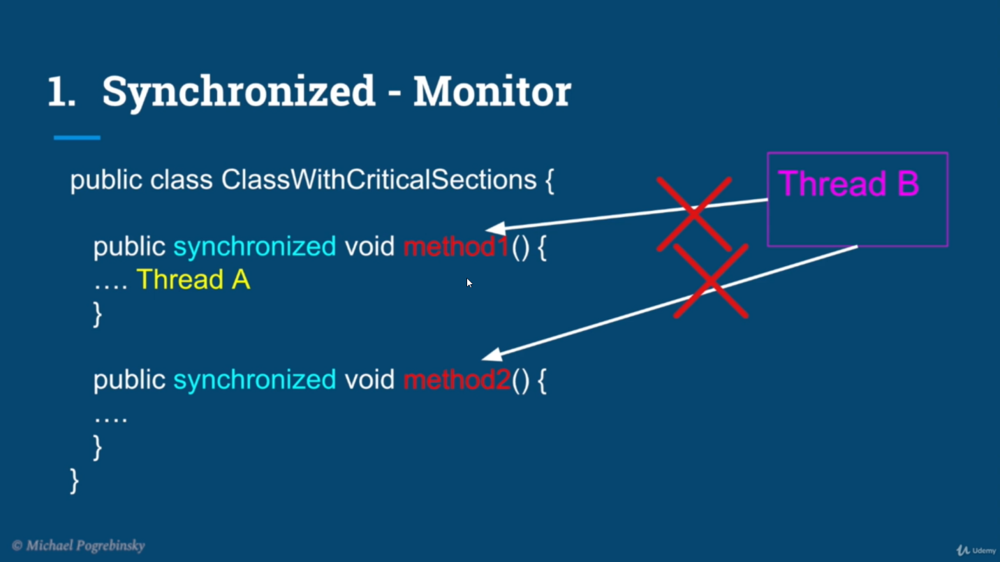 1. Synchronized - Monitor
public class ClassWithCriticalSections {
Thread B
public synchronized void method1() {
.... Thread A
}
public synchronized void method2() {
....
}
}
© Michael Pogrebinsky
Udemy